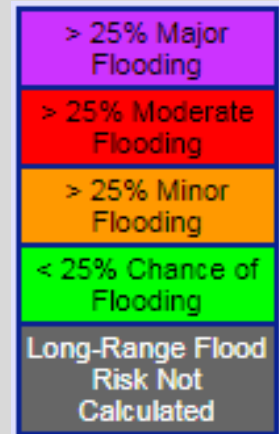 > 25% Major
Flooding
> 25% Moderate
Flooding
> 25% Minor
Flooding
< 25% Chance of
Flooding
Long-Range Flood
Risk Not
Calculated